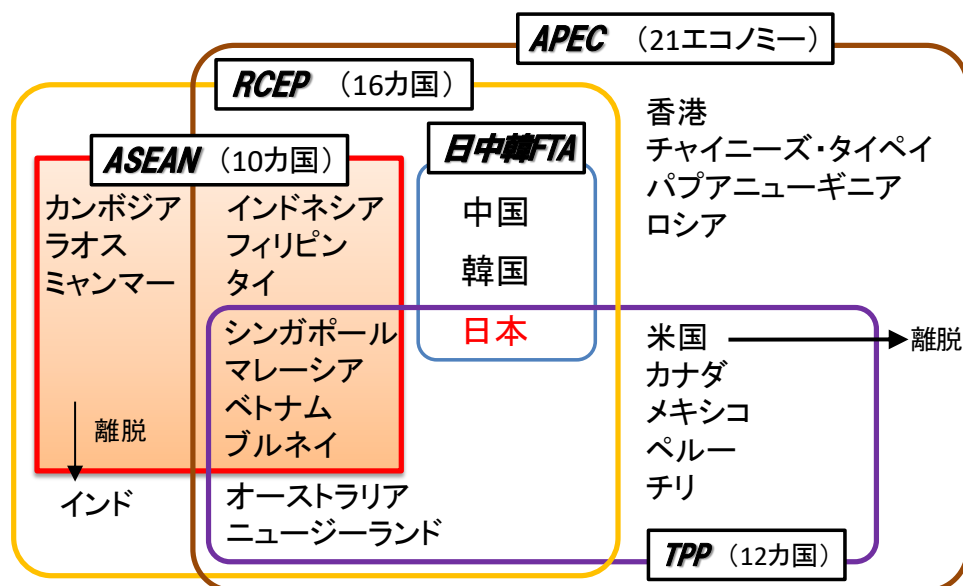 APEC （21エコノミー）
RCEP （16カ国）
ASEAN （10カ国）
日中韓FTA
香港
チャイニーズ・タイペイ
パプアニューギニア
ロシア
カンボジア
ラオス
ミャンマー
インドネシア
フィリピン
タイ
中国
韓国
日本
シンガポール
マレーシア
ベトナム
ブルネイ
米国
カナダ
メキシコ
ペルー
チリ
離脱
離脱
インド
オーストラリア
ニュージーランド
TPP （12カ国）